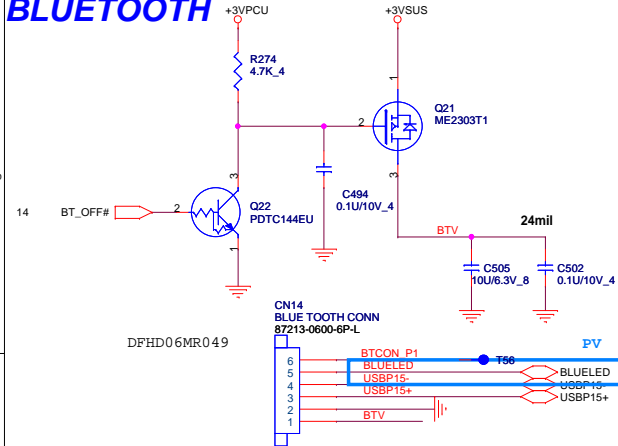 BLUETOOTH
+3VPCU
+3VSUS
R274
4.7K_4
1
Q21
ME2303T1
2
3
3
C494
0.1U/10V_4
14
BT_OFF#
2
Q22
PDTC144EU
1
24mil
BTV
C505
10U/6.3V_8
C502
0.1U/10V_4
CN14
BLUE TOOTH CONN
87213-0600-6P-L
DFHD06MR049
PV
6
BTCON_P1
T56
5
BLUELED
BLUELED
4
USBP15-
USBP15-
3
USBP15+
USBP15+
2
1
BTV